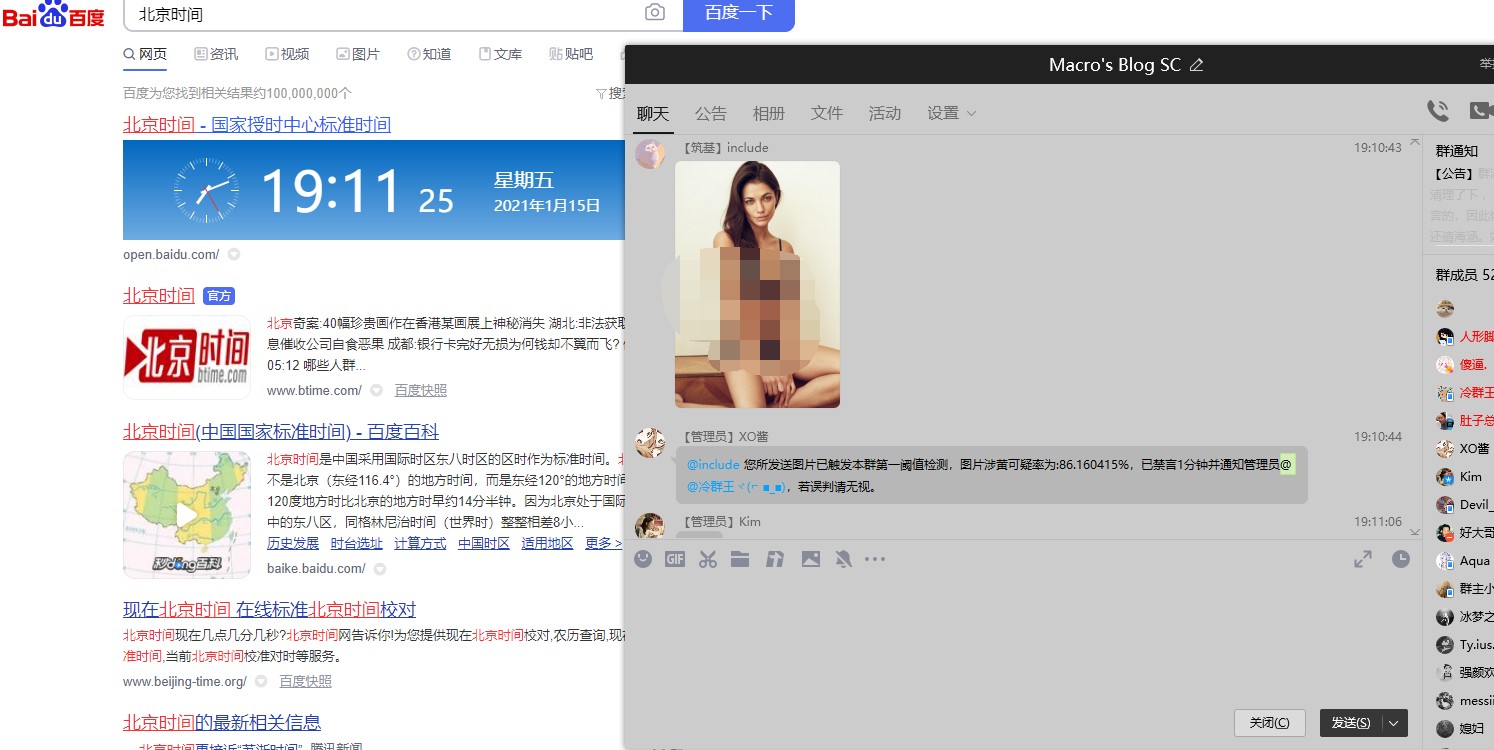 Bai du 百度
北京时间
百度一下
网页 资讯 视频 图片 知道 文库 贴吧
百度为您找到相关结果约100,000,000个
北京时间 - 国家授时中心标准时间
19:11 25
星期五
2021年1月15日
open.baidu.com/
北京时间 官方
北京时间
btime.com
北京奇案:40幅珍贵画作在香港某画展上神秘消失 湖北:非法获取
息催收公司自食恶果 成都:银行卡完好无损为何钱却不翼而飞?
05:12 哪些人群...
www.btime.com/ 百度快照
北京时间(中国国家标准时间) - 百度百科
秒dong百科
北京时间是中国采用国际时区东八时区的区时作为标准时间。
不是北京（东经116.4°）的地方时间，而是东经120°的地方时间
120度地方时比北京的地方时早约14分半钟。因为北京处于国际
中的东八区，同格林尼治时间（世界时）整整相差8小...
历史发展 时台选址 计算方式 中国时区 适用地区 更多 >
baike.baidu.com/
现在北京时间 在线标准北京时间校对
北京时间现在几点几分几秒?北京时间网告诉你!为您提供现在北京时间校对,农历查询,现在
准时间,当前北京时间校准对时等服务。
www.beijing-time.org/ 百度快照
北京时间的最新相关信息
Macro's Blog SC
聊天 公告 相册 文件 活动 设置
【筑基】include 19:10:43
【管理员】XO酱 19:10:44
@include 您所发送图片已触发本群第一阈值检测，图片涉黄可疑率为:86.160415%，已禁言1分钟并通知管理员@
@冷群王ヾ(⌐■_■)，若误判请无视。
【管理员】Kim 19:11:06
GIF
关闭(C) 发送(S)
群通知
【公告】
清理了下，
言的，因此
还请海涵。
群成员 52
人形脚
傻逼.
冷群王
肚子总
XO酱
Kim
Devil_
好大哥
Aqua
群主小
冰梦之
Ty.ius.
强颜欢
messii
媳妇